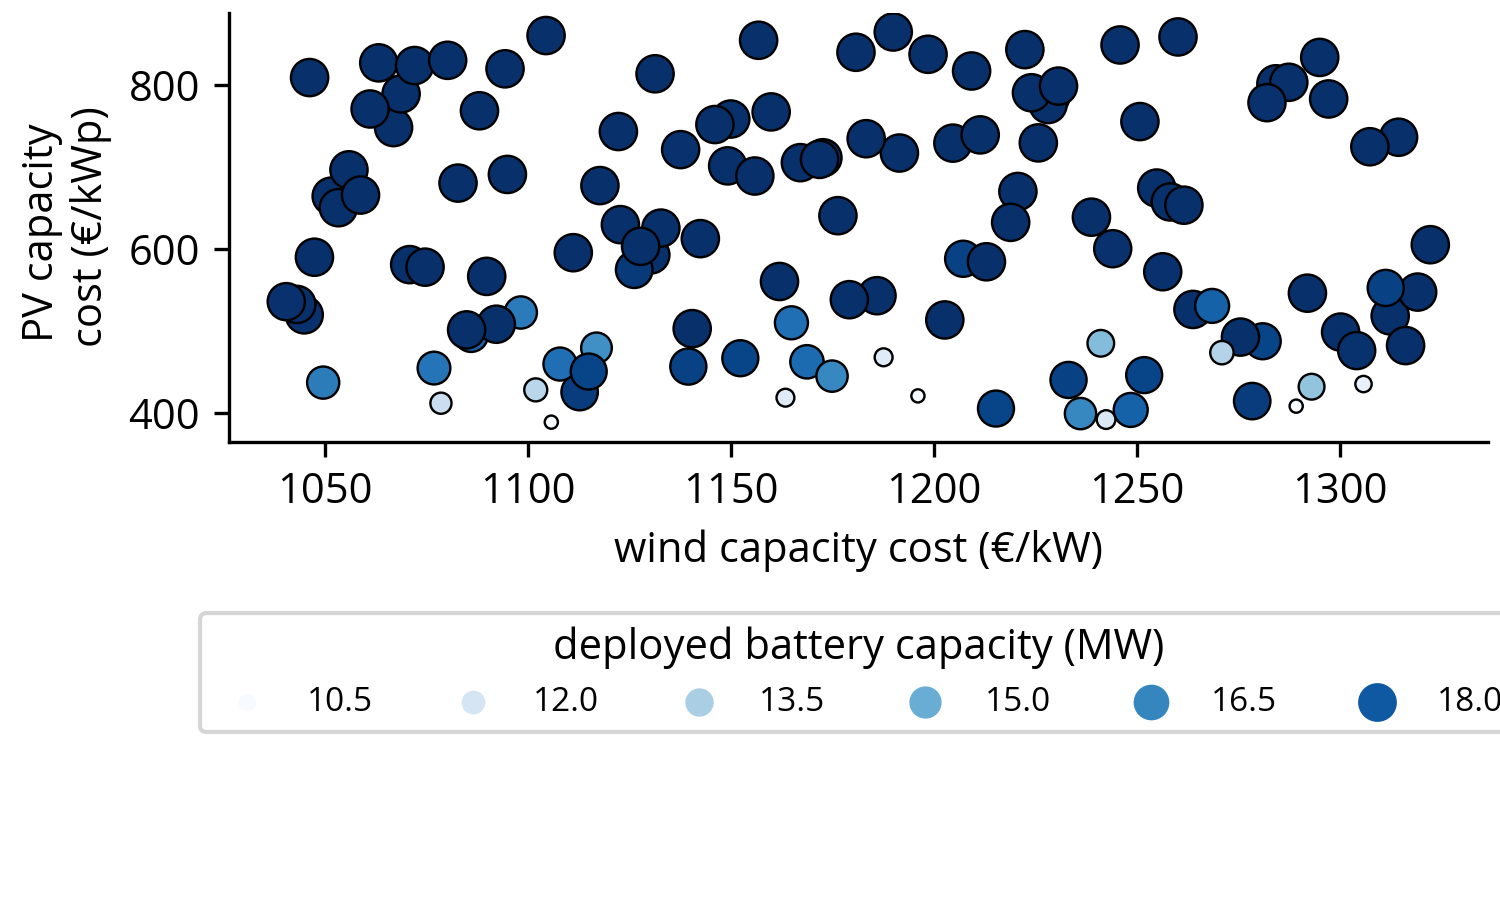 PV capacity
cost (€/kWp)
800
600
400
1050 1100 1150 1200 1250 1300
wind capacity cost (€/kW)
deployed battery capacity (MW)
10.5 12.0 13.5 15.0 16.5 18.0